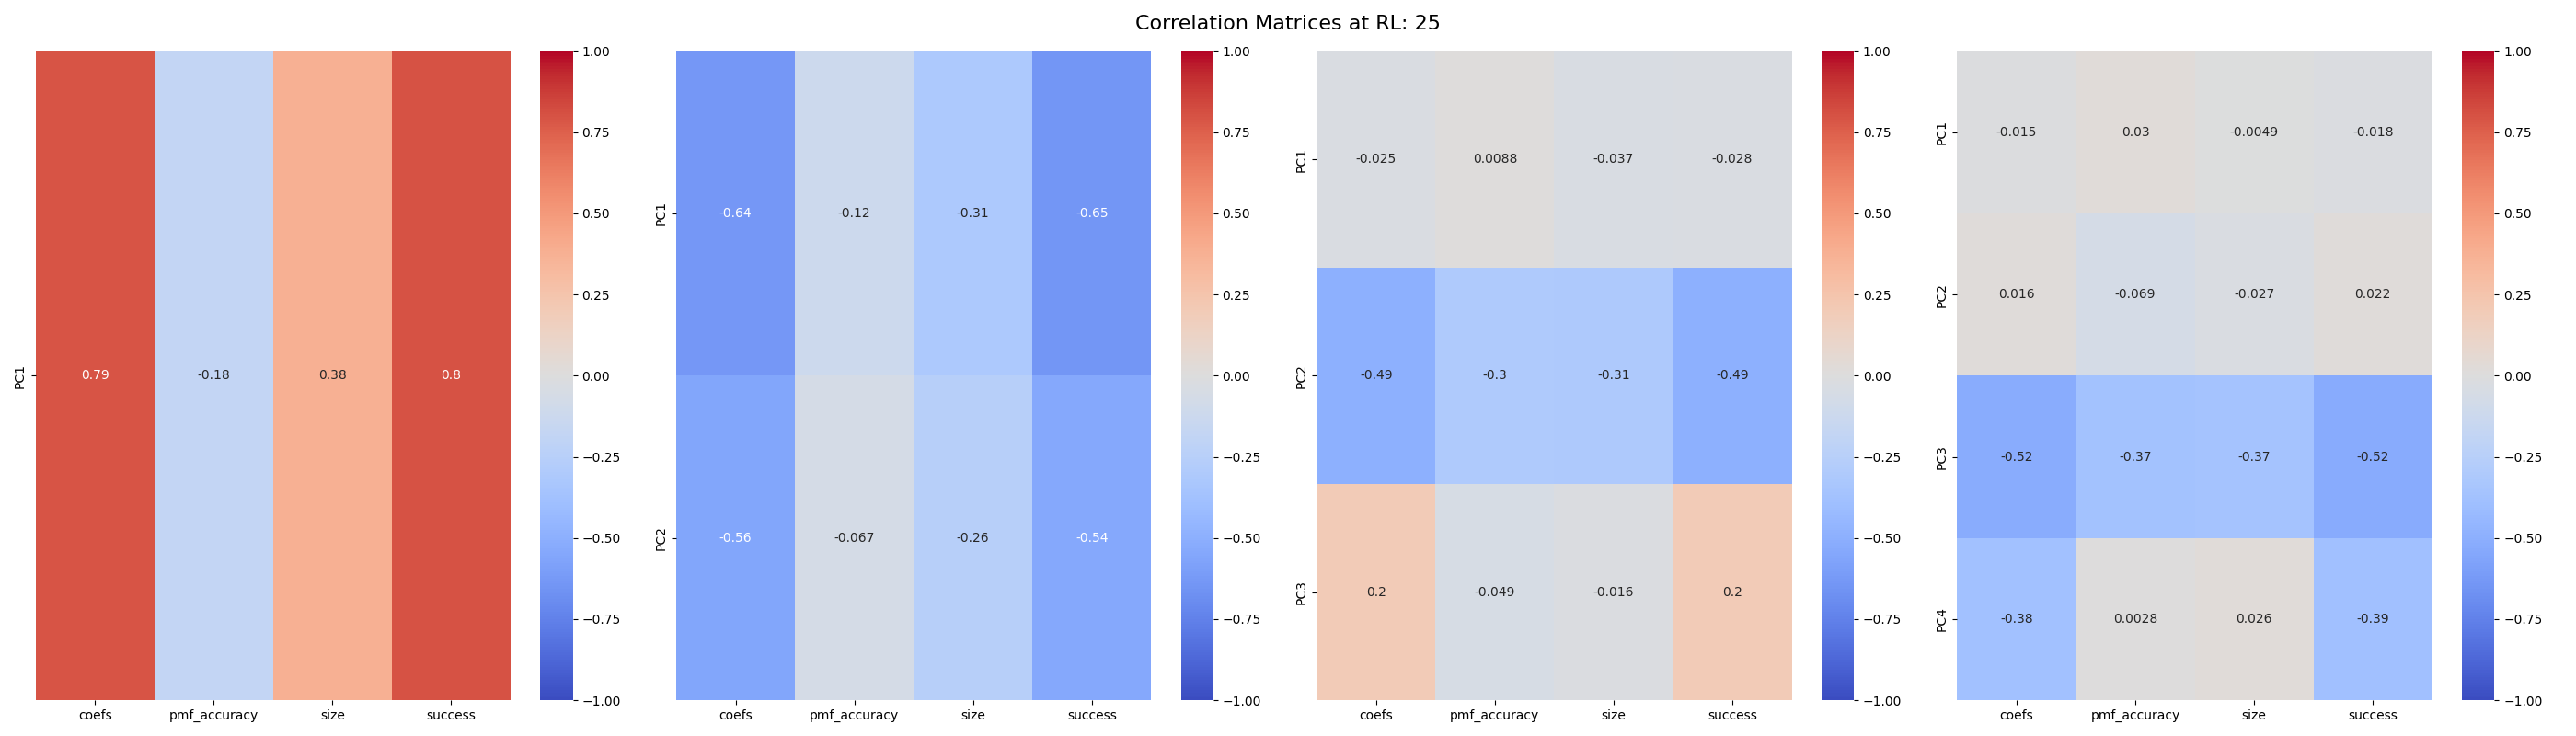 Correlation Matrices at RL: 25
PC1
0.79 -0.18 0.38 0.8
coefs pmf_accuracy size success
1.00
0.75
0.50
0.25
0.00
−0.25
−0.50
−0.75
−1.00
PC1
-0.64 -0.12 -0.31 -0.65
PC2
-0.56 -0.067 -0.26 -0.54
coefs pmf_accuracy size success
1.00
0.75
0.50
0.25
0.00
−0.25
−0.50
−0.75
−1.00
PC1
-0.025 0.0088 -0.037 -0.028
PC2
-0.49 -0.3 -0.31 -0.49
PC3
0.2 -0.049 -0.016 0.2
coefs pmf_accuracy size success
1.00
0.75
0.50
0.25
0.00
−0.25
−0.50
−0.75
−1.00
PC1
-0.015 0.03 -0.0049 -0.018
PC2
0.016 -0.069 -0.027 0.022
PC3
-0.52 -0.37 -0.37 -0.52
PC4
-0.38 0.0028 0.026 -0.39
coefs pmf_accuracy size success
1.00
0.75
0.50
0.25
0.00
−0.25
−0.50
−0.75
−1.00